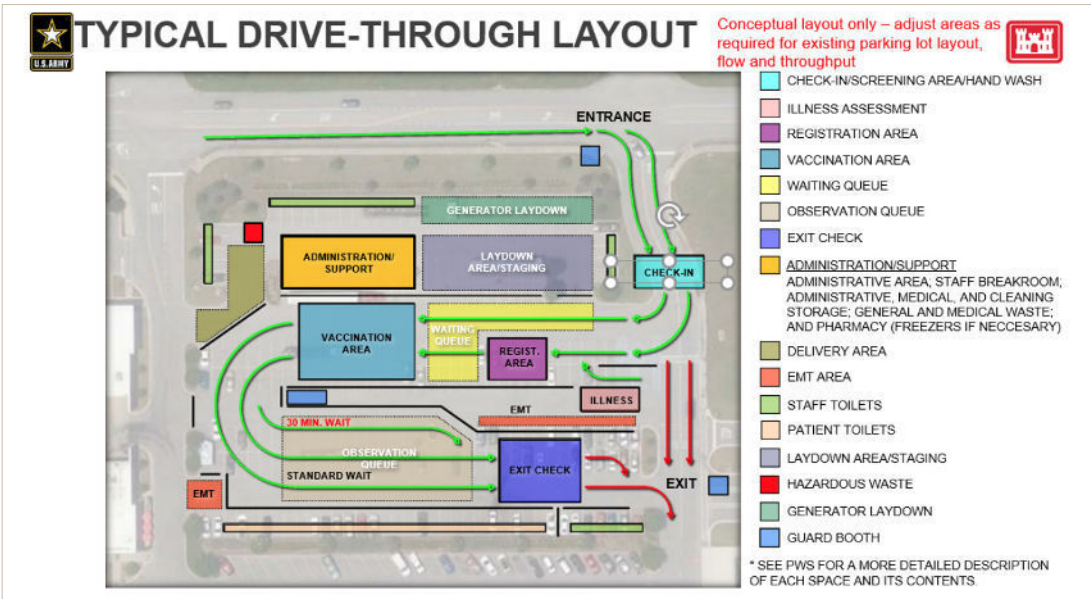 U.S.ARMY
TYPICAL DRIVE-THROUGH LAYOUT
Conceptual layout only – adjust areas as
required for existing parking lot layout,
flow and throughput
ENTRANCE
GENERATOR LAYDOWN
ADMINISTRATION/
SUPPORT
LAYDOWN
AREA/STAGING
CHECK-IN
VACCINATION
AREA
WAITING
QUEUE
REGIST.
AREA
ILLNESS
EMT
30 MIN. WAIT
OBSERVATION
QUEUE
STANDARD WAIT
EXIT CHECK
EXIT
EMT
CHECK-IN/SCREENING AREA/HAND WASH
ILLNESS ASSESSMENT
REGISTRATION AREA
VACCINATION AREA
WAITING QUEUE
OBSERVATION QUEUE
EXIT CHECK
ADMINISTRATION/SUPPORT
ADMINISTRATIVE AREA; STAFF BREAKROOM;
ADMINISTRATIVE, MEDICAL, AND CLEANING
STORAGE; GENERAL AND MEDICAL WASTE;
AND PHARMACY (FREEZERS IF NECCESARY)
DELIVERY AREA
EMT AREA
STAFF TOILETS
PATIENT TOILETS
LAYDOWN AREA/STAGING
HAZARDOUS WASTE
GENERATOR LAYDOWN
GUARD BOOTH
* SEE PWS FOR A MORE DETAILED DESCRIPTION
OF EACH SPACE AND ITS CONTENTS.